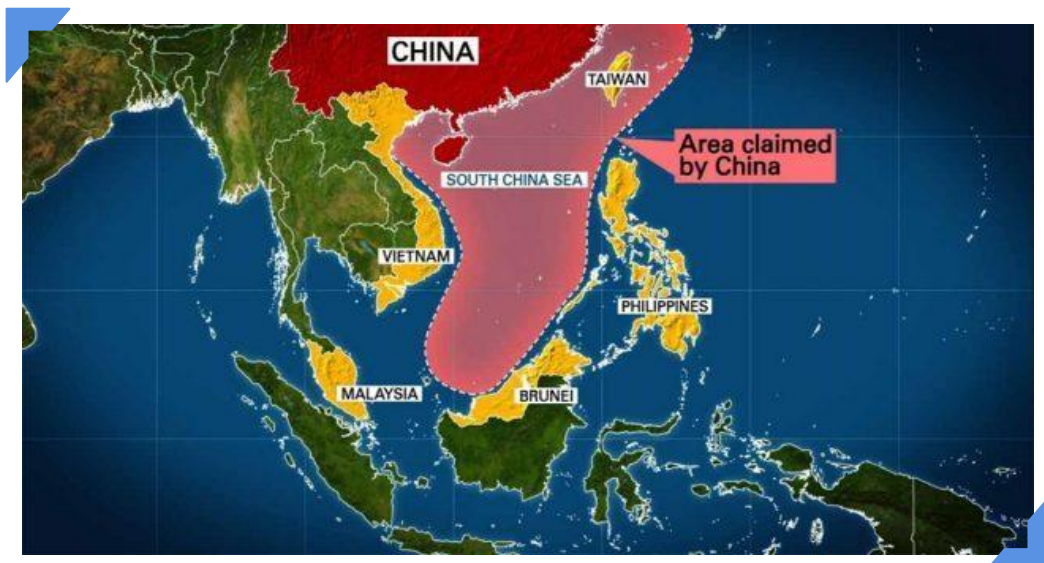 CHINA
TAIWAN
Area claimed
by China
SOUTH CHINA SEA
VIETNAM
PHILIPPINES
MALAYSIA
BRUNEI